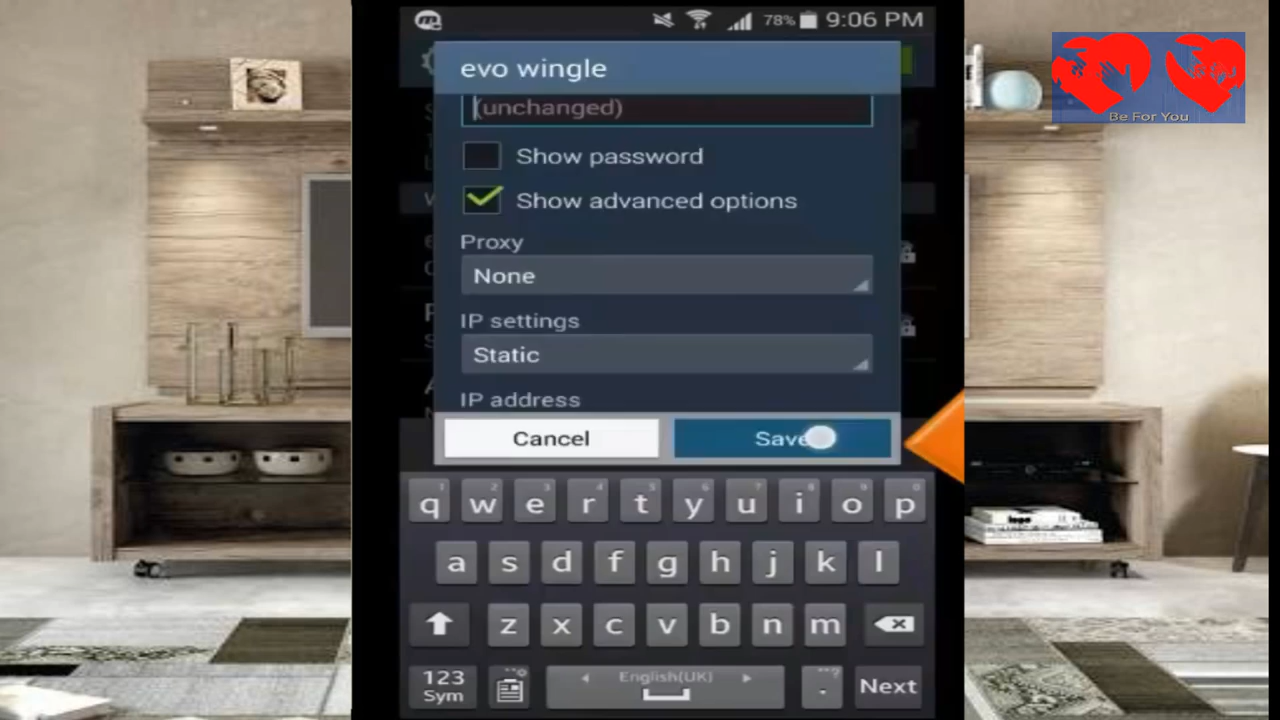 78% 9:06 PM
evo wingle
(unchanged)
Show password
Show advanced options
Proxy
None
IP settings
Static
IP address
Cancel
Save
q w e r t y u i o p
a s d f g h j k l
z x c v b n m
123
Sym
English(UK)
.
Next
Be For You